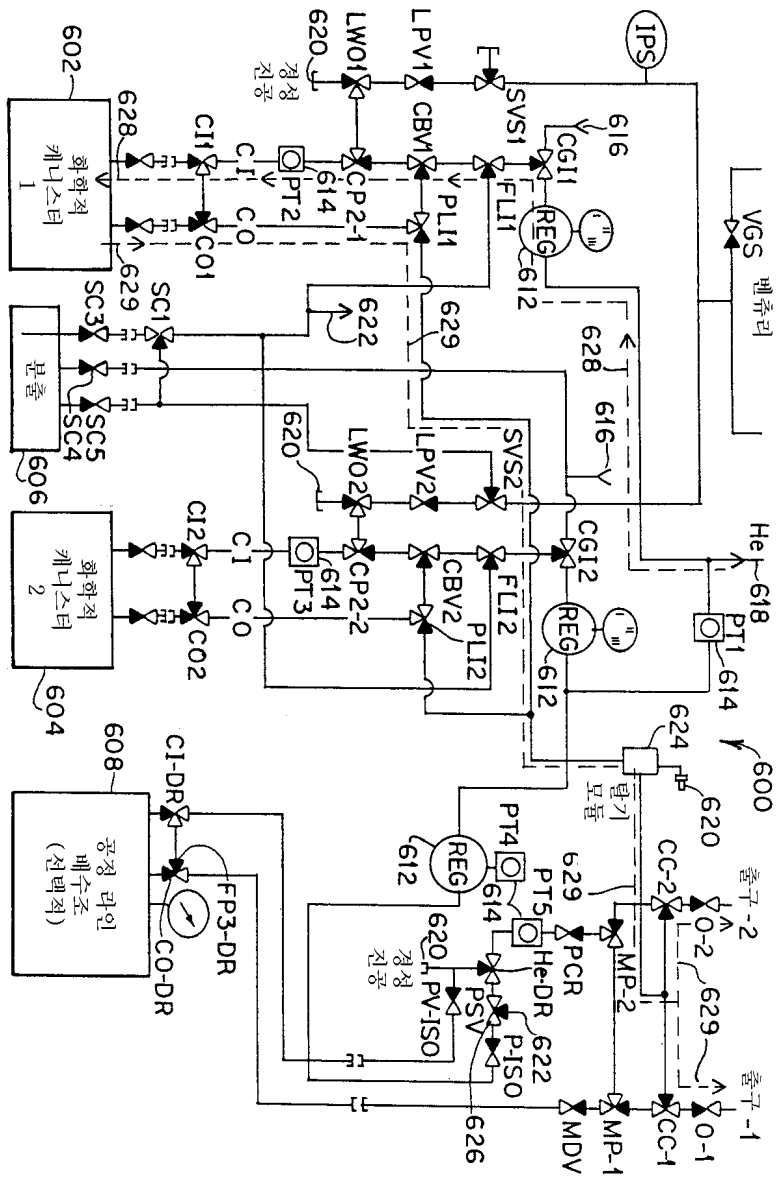 IPS
VGS
벤츄리
SVS1
LPV1
LWO1
620
경성
진공
616
CGI1
REG
612
FLI1
CBV1
PLI1
CP2-1
614
PT2
CI
CO
CI1
CO1
628
629
602
화학적
캐니스터
1
628
629
622
SC1
SC3
SC4
SC5
분출
606
He
618
PT1
614
600
616
SVS2
LPV2
LWO2
620
CGI2
REG
612
FLI2
CBV2
PLI2
CP2-2
614
PT3
CI
CO
CI2
CO2
화학적
캐니스터
2
604
624
620
탈기
모듈
629
출구
-2
O-2
CC-2
629
출구
-1
O-1
CC-1
MP-2
MP-1
MDV
PCR
PT5
614
PT4
REG
612
He-DR
PSV
622
626
P-ISO
PV-ISO
620
경성
진공
CI-DR
FP3-DR
CO-DR
608
공정 라인
배수조
(선택적)